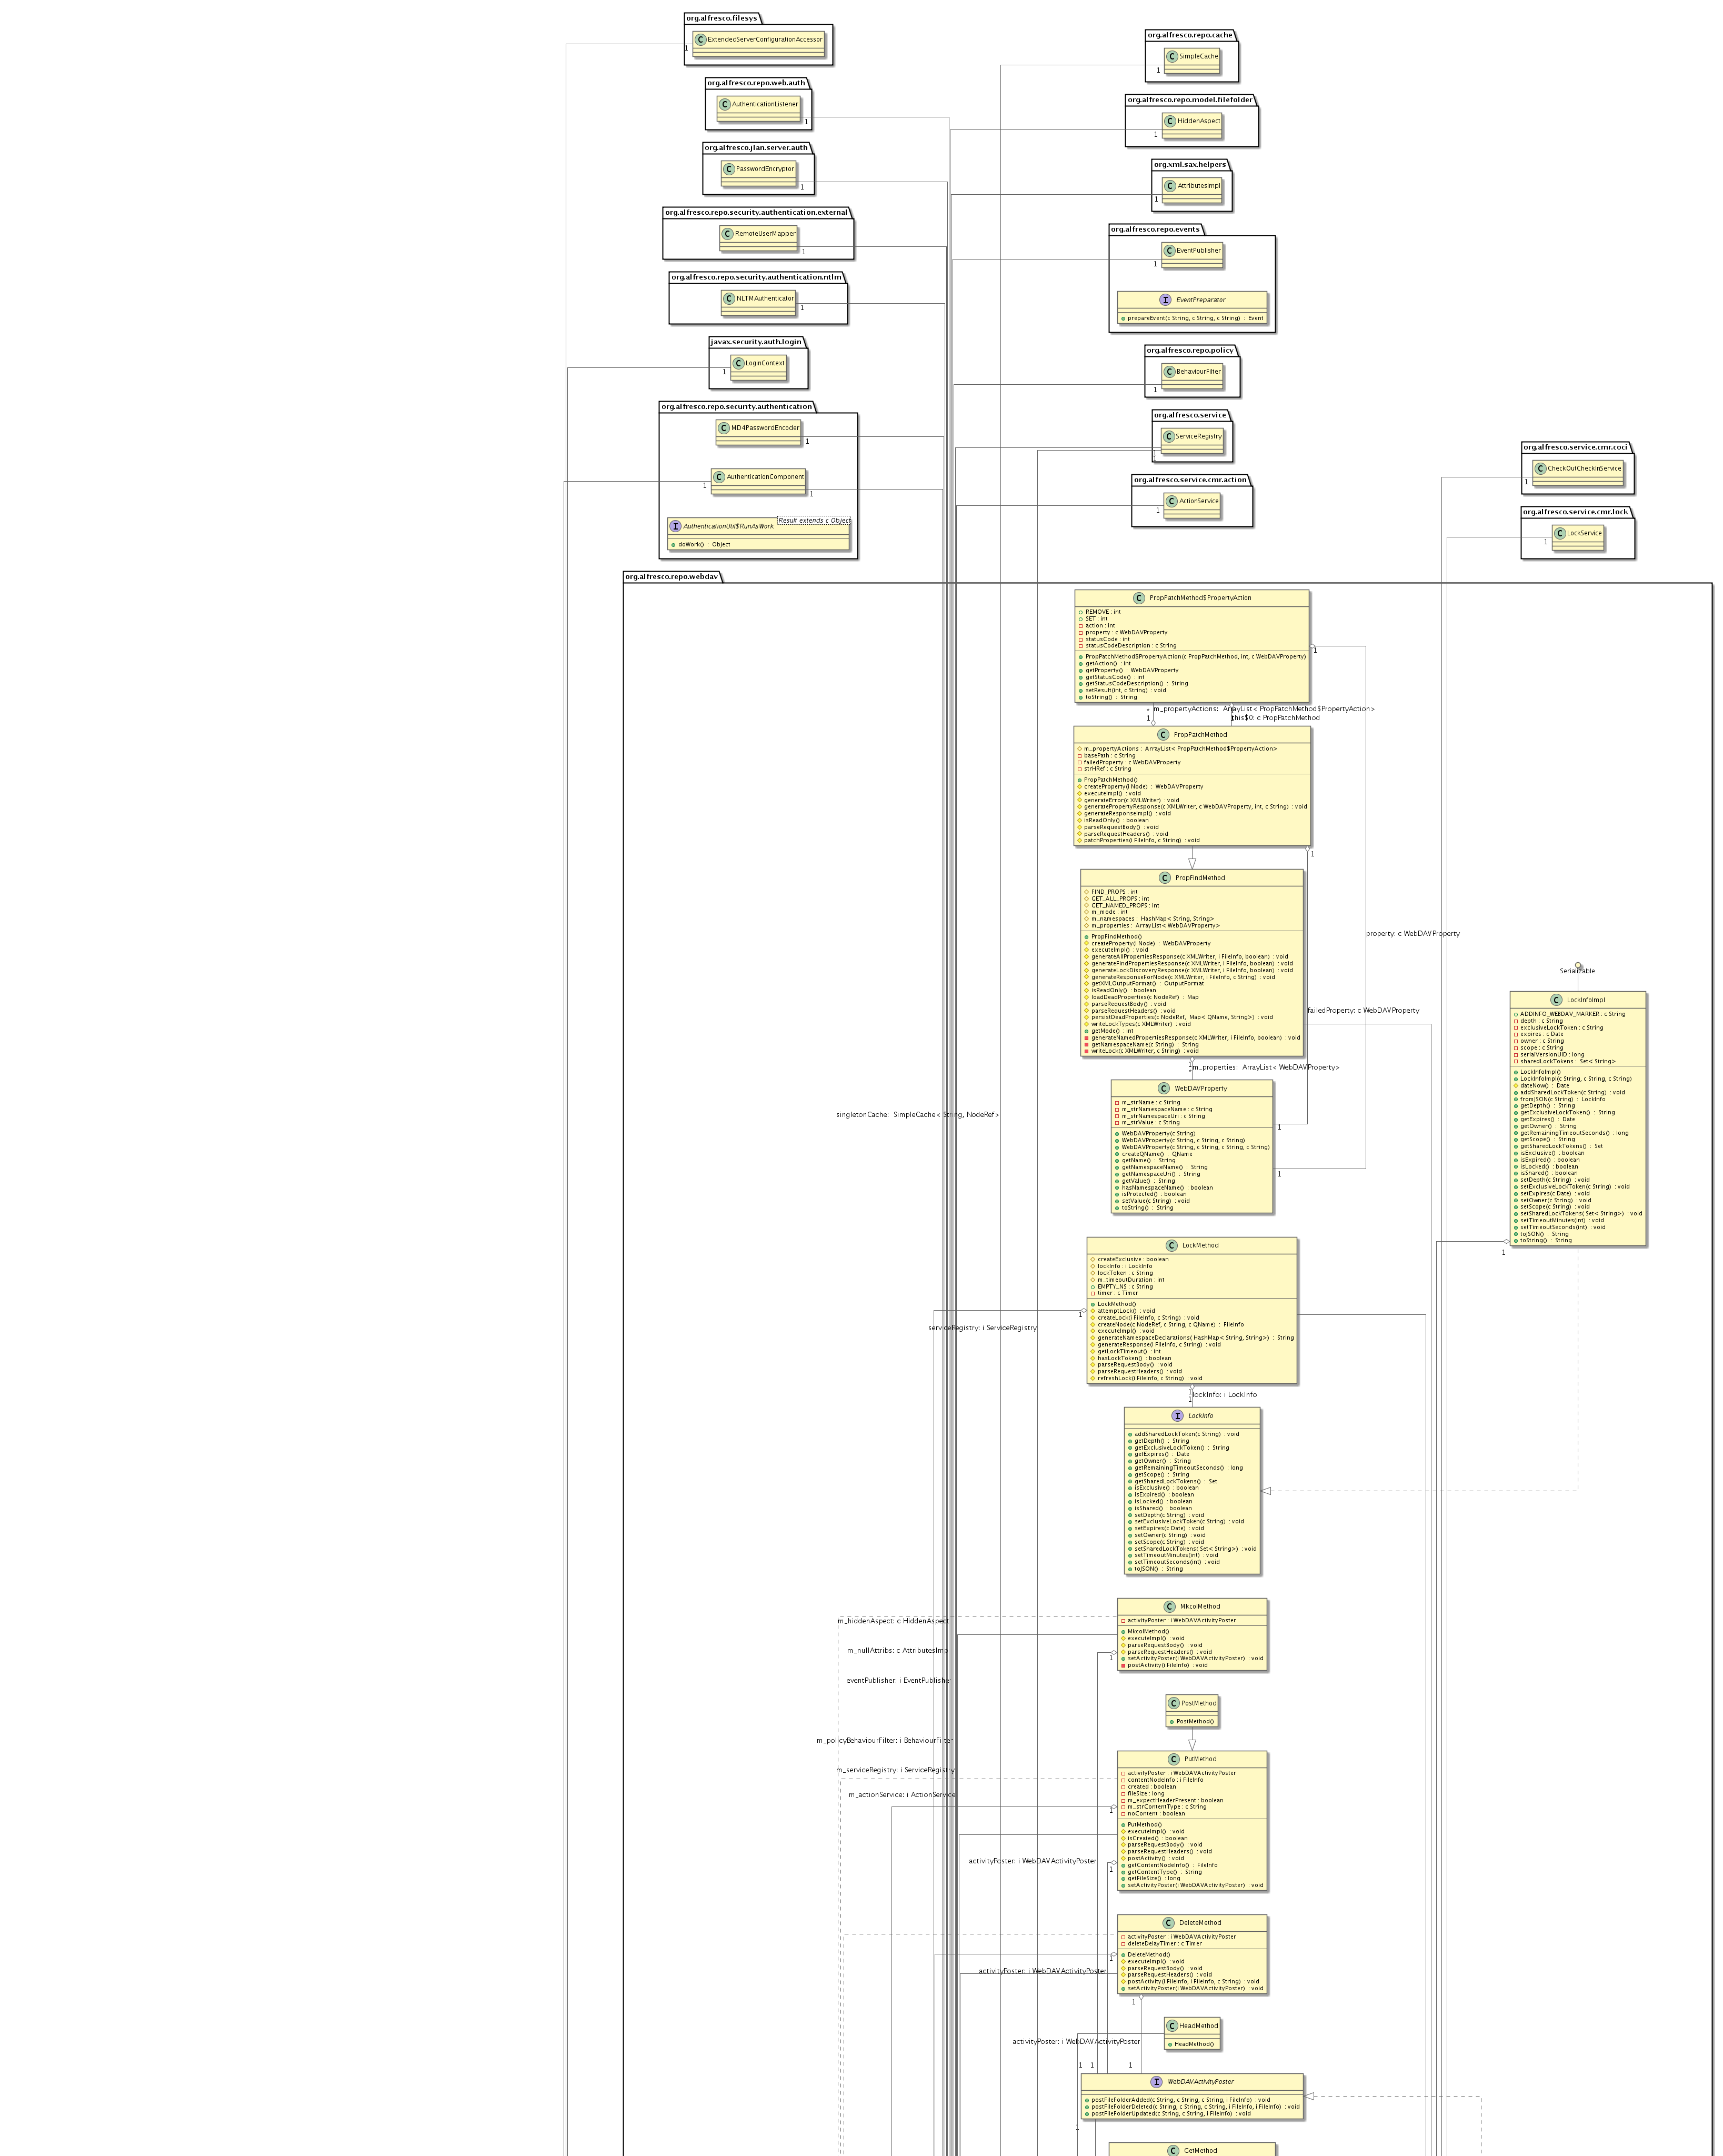 org.alfresco.filesys
ExtendedServerConfigurationAccessor
1
org.alfresco.repo.web.auth
AuthenticationListener
1
org.alfresco.jlan.server.auth
PasswordEncryptor
1
org.alfresco.repo.security.authentication.external
RemoteUserMapper
1
org.alfresco.repo.security.authentication.ntlm
NLTMAuthenticator
1
javax.security.auth.login
LoginContext
1
org.alfresco.repo.security.authentication
MD4PasswordEncoder
1
AuthenticationComponent
1
1
AuthenticationUtil$RunAsWork
Result extends c Object
doWork() : Object
org.alfresco.repo.cache
SimpleCache
1
org.alfresco.repo.model.filefolder
HiddenAspect
1
org.xml.sax.helpers
AttributesImpl
1
org.alfresco.repo.events
EventPublisher
1
EventPreparator
prepareEvent(c String, c String, c String) : Event
org.alfresco.repo.policy
BehaviourFilter
1
org.alfresco.service
ServiceRegistry
1
org.alfresco.service.cmr.action
ActionService
1
org.alfresco.service.cmr.coci
CheckOutCheckInService
1
org.alfresco.service.cmr.lock
LockService
1
org.alfresco.repo.webdav
PropPatchMethod$PropertyAction
REMOVE : int
SET : int
action : int
property : c WebDAVProperty
statusCode : int
statusCodeDescription : c String
PropPatchMethod$PropertyAction(c PropPatchMethod, int, c WebDAVProperty)
getAction() : int
getProperty() : WebDAVProperty
getStatusCode() : int
getStatusCodeDescription() : String
setResult(int, c String) : void
toString() : String
1
* m_propertyActions: ArrayList< PropPatchMethod$PropertyAction>
1
this$0: c PropPatchMethod
PropPatchMethod
m_propertyActions : ArrayList< PropPatchMethod$PropertyAction>
basePath : c String
failedProperty : c WebDAVProperty
strHRef : c String
PropPatchMethod()
createProperty(i Node) : WebDAVProperty
executeImpl() : void
generateError(c XMLWriter) : void
generatePropertyResponse(c XMLWriter, c WebDAVProperty, int, c String) : void
generateResponseImpl() : void
isReadOnly() : boolean
parseRequestBody() : void
parseRequestHeaders() : void
patchProperties(i FileInfo, c String) : void
1
PropFindMethod
FIND_PROPS : int
GET_ALL_PROPS : int
GET_NAMED_PROPS : int
m_mode : int
m_namespaces : HashMap< String, String>
m_properties : ArrayList< WebDAVProperty>
PropFindMethod()
createProperty(i Node) : WebDAVProperty
executeImpl() : void
generateAllPropertiesResponse(c XMLWriter, i FileInfo, boolean) : void
generateFindPropertiesResponse(c XMLWriter, i FileInfo, boolean) : void
generateLockDiscoveryResponse(c XMLWriter, i FileInfo, boolean) : void
generateResponseForNode(c XMLWriter, i FileInfo, c String) : void
getXMLOutputFormat() : OutputFormat
isReadOnly() : boolean
loadDeadProperties(c NodeRef) : Map
parseRequestBody() : void
parseRequestHeaders() : void
persistDeadProperties(c NodeRef, Map< QName, String>) : void
writeLockTypes(c XMLWriter) : void
getMode() : int
generateNamedPropertiesResponse(c XMLWriter, i FileInfo, boolean) : void
getNamespaceName(c String) : String
writeLock(c XMLWriter, c String) : void
property: c WebDAVProperty
failedProperty: c WebDAVProperty
1
m_properties: ArrayList< WebDAVProperty>
WebDAVProperty
m_strName : c String
m_strNamespaceName : c String
m_strNamespaceUri : c String
m_strValue : c String
WebDAVProperty(c String)
WebDAVProperty(c String, c String, c String)
WebDAVProperty(c String, c String, c String, c String)
createQName() : QName
getName() : String
getNamespaceName() : String
getNamespaceUri() : String
getValue() : String
hasNamespaceName() : boolean
isProtected() : boolean
setValue(c String) : void
toString() : String
1
1
singletonCache: SimpleCache< String, NodeRef>
Serializable
LockInfoImpl
ADDINFO_WEBDAV_MARKER : c String
depth : c String
exclusiveLockToken : c String
expires : c Date
owner : c String
scope : c String
serialVersionUID : long
sharedLockTokens : Set< String>
LockInfoImpl()
LockInfoImpl(c String, c String, c String)
dateNow() : Date
addSharedLockToken(c String) : void
fromJSON(c String) : LockInfo
getDepth() : String
getExclusiveLockToken() : String
getExpires() : Date
getOwner() : String
getRemainingTimeoutSeconds() : long
getScope() : String
getSharedLockTokens() : Set
isExclusive() : boolean
isExpired() : boolean
isLocked() : boolean
isShared() : boolean
setDepth(c String) : void
setExclusiveLockToken(c String) : void
setExpires(c Date) : void
setOwner(c String) : void
setScope(c String) : void
setSharedLockTokens( Set< String>) : void
setTimeoutMinutes(int) : void
setTimeoutSeconds(int) : void
toJSON() : String
toString() : String
1
LockMethod
createExclusive : boolean
lockInfo : i LockInfo
lockToken : c String
m_timeoutDuration : int
EMPTY_NS : c String
timer : c Timer
LockMethod()
attemptLock() : void
createLock(i FileInfo, c String) : void
createNode(c NodeRef, c String, c QName) : FileInfo
executeImpl() : void
generateNamespaceDeclarations( HashMap< String, String>) : String
generateResponse(i FileInfo, c String) : void
getLockTimeout() : int
hasLockToken() : boolean
parseRequestBody() : void
parseRequestHeaders() : void
refreshLock(i FileInfo, c String) : void
1
serviceRegistry: i ServiceRegistry
1
lockInfo: i LockInfo
1
LockInfo
addSharedLockToken(c String) : void
getDepth() : String
getExclusiveLockToken() : String
getExpires() : Date
getOwner() : String
getRemainingTimeoutSeconds() : long
getScope() : String
getSharedLockTokens() : Set
isExclusive() : boolean
isExpired() : boolean
isLocked() : boolean
isShared() : boolean
setDepth(c String) : void
setExclusiveLockToken(c String) : void
setExpires(c Date) : void
setOwner(c String) : void
setScope(c String) : void
setSharedLockTokens( Set< String>) : void
setTimeoutMinutes(int) : void
setTimeoutSeconds(int) : void
toJSON() : String
m_hiddenAspect: c HiddenAspect
m_nullAttribs: c AttributesImpl
eventPublisher: i EventPublisher
m_policyBehaviourFilter: i BehaviourFilter
m_serviceRegistry: i ServiceRegistry
m_actionService: i ActionService
MkcolMethod
activityPoster : i WebDAVActivityPoster
MkcolMethod()
executeImpl() : void
parseRequestBody() : void
parseRequestHeaders() : void
setActivityPoster(i WebDAVActivityPoster) : void
postActivity(i FileInfo) : void
1
PostMethod
PostMethod()
PutMethod
activityPoster : i WebDAVActivityPoster
contentNodeInfo : i FileInfo
created : boolean
fileSize : long
m_expectHeaderPresent : boolean
m_strContentType : c String
noContent : boolean
PutMethod()
executeImpl() : void
isCreated() : boolean
parseRequestBody() : void
parseRequestHeaders() : void
postActivity() : void
getContentNodeInfo() : FileInfo
getContentType() : String
getFileSize() : long
setActivityPoster(i WebDAVActivityPoster) : void
1
1
activityPoster: i WebDAVActivityPoster
DeleteMethod
activityPoster : i WebDAVActivityPoster
deleteDelayTimer : c Timer
DeleteMethod()
executeImpl() : void
parseRequestBody() : void
parseRequestHeaders() : void
postActivity(i FileInfo, i FileInfo, c String) : void
setActivityPoster(i WebDAVActivityPoster) : void
1
activityPoster: i WebDAVActivityPoster
1
HeadMethod
HeadMethod()
activityPoster: i WebDAVActivityPoster
1
1
1
WebDAVActivityPoster
postFileFolderAdded(c String, c String, c String, i FileInfo) : void
postFileFolderDeleted(c String, c String, c String, i FileInfo, i FileInfo) : void
postFileFolderUpdated(c String, c String, i FileInfo) : void
GetMethod